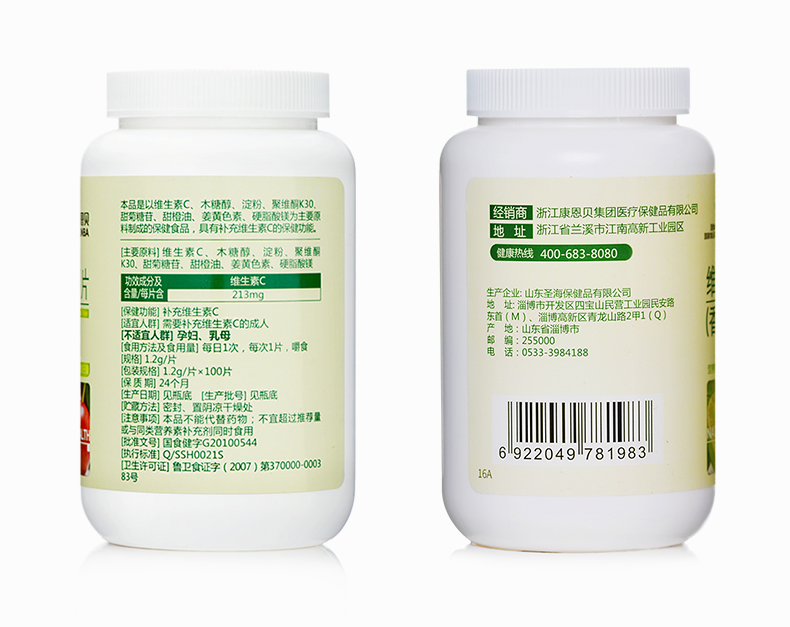 恩贝
NBA
片
本品是以维生素C、木糖醇、淀粉、聚维酮K30、
甜菊糖苷、甜橙油、姜黄色素、硬脂酸镁为主要原
料制成的保健食品，具有补充维生素C的保健功能。
[主要原料] 维生素C、木糖醇、淀粉、聚维酮
K30、甜菊糖苷、甜橙油、姜黄色素、硬脂酸镁
功效成分及 维生素C
含量/每片含 213mg
[保健功能] 补充维生素C
[适宜人群] 需要补充维生素C的成人
[不适宜人群] 孕妇、乳母
[食用方法及食用量] 每日1次，每次1片，嚼食
[规格] 1.2g/片
[包装规格] 1.2g/片×100片
[保 质 期] 24个月
[生产日期] 见瓶底 [生产批号] 见瓶底
[贮藏方法] 密封、置阴凉干燥处
[注意事项] 本品不能代替药物；不宜超过推荐量
或与同类营养素补充剂同时食用
[批准文号] 国食健字G20100544
[执行标准] Q/SSH0021S
[卫生许可证] 鲁卫食证字（2007）第370000-0003
83号
经销商 浙江康恩贝集团医疗保健品有限公司
地 址 浙江省兰溪市江南高新工业园区
健康热线 400-683-8080
生产企业: 山东圣海保健品有限公司
地 址: 淄博市开发区四宝山民营工业园民安路
东首（M）、淄博高新区青龙山路2甲1（Q）
产 地: 山东省淄博市
邮 编: 255000
电 话: 0533-3984188
6 922049 781983
16A
维
(香